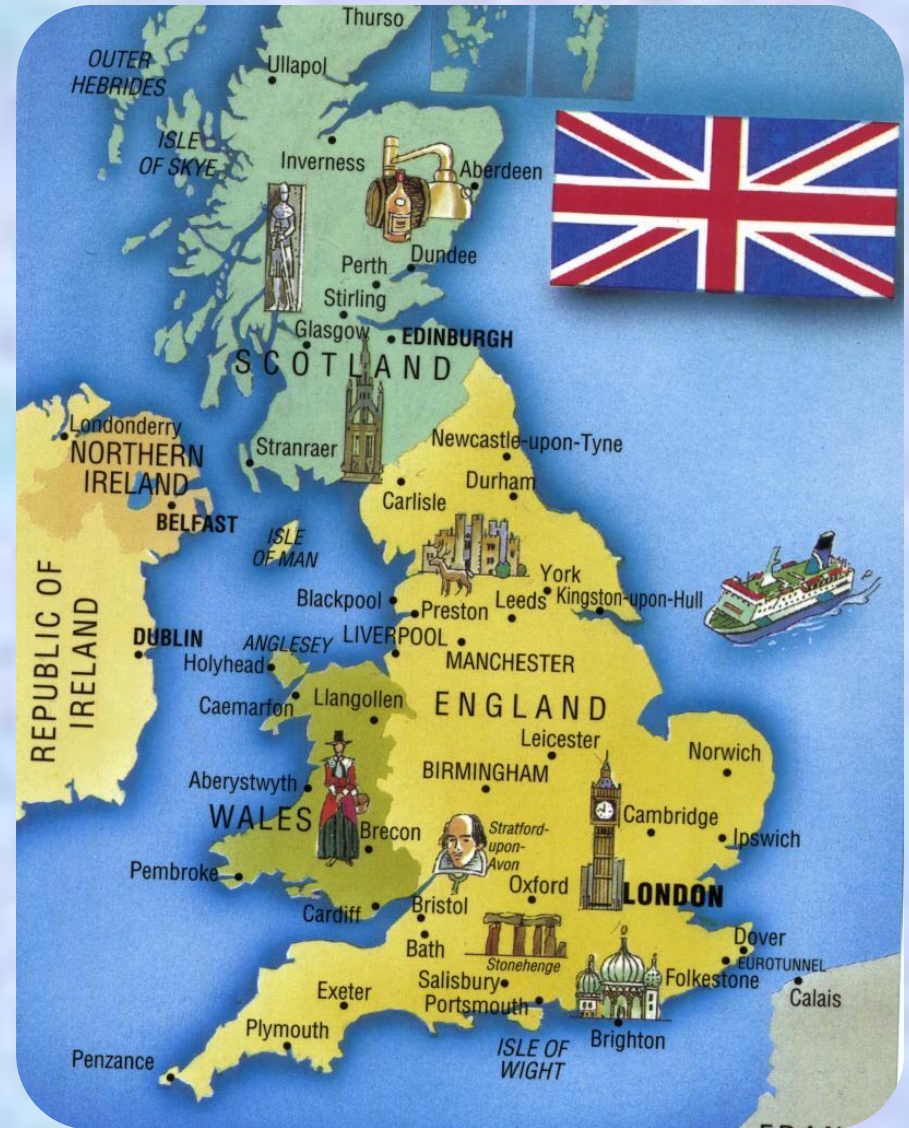 Thurso
OUTER
HEBRIDES
Ullapol
ISLE
OF SKYE
Inverness
Aberdeen
Dundee
Perth
Stirling
Glasgow
EDINBURGH
SCOTLAND
Londonderry
NORTHERN
IRELAND
BELFAST
Stranraer
Newcastle-upon-Tyne
Durham
Carlisle
ISLE
OF MAN
York
Blackpool
Preston
Leeds
Kingston-upon-Hull
REPUBLIC OF
IRELAND
DUBLIN
ANGLESEY
LIVERPOOL
Holyhead
MANCHESTER
Caemarfon
Llangollen
ENGLAND
Leicester
Norwich
BIRMINGHAM
Aberystwyth
WALES
Brecon
Stratford-
upon-
Avon
Cambridge
Ipswich
Pembroke
Oxford
LONDON
Cardiff
Bristol
Bath
Stonehenge
Dover
EUROTUNNEL
Folkestone
Calais
Salisbury
Portsmouth
Exeter
Plymouth
Brighton
ISLE OF
WIGHT
Penzance